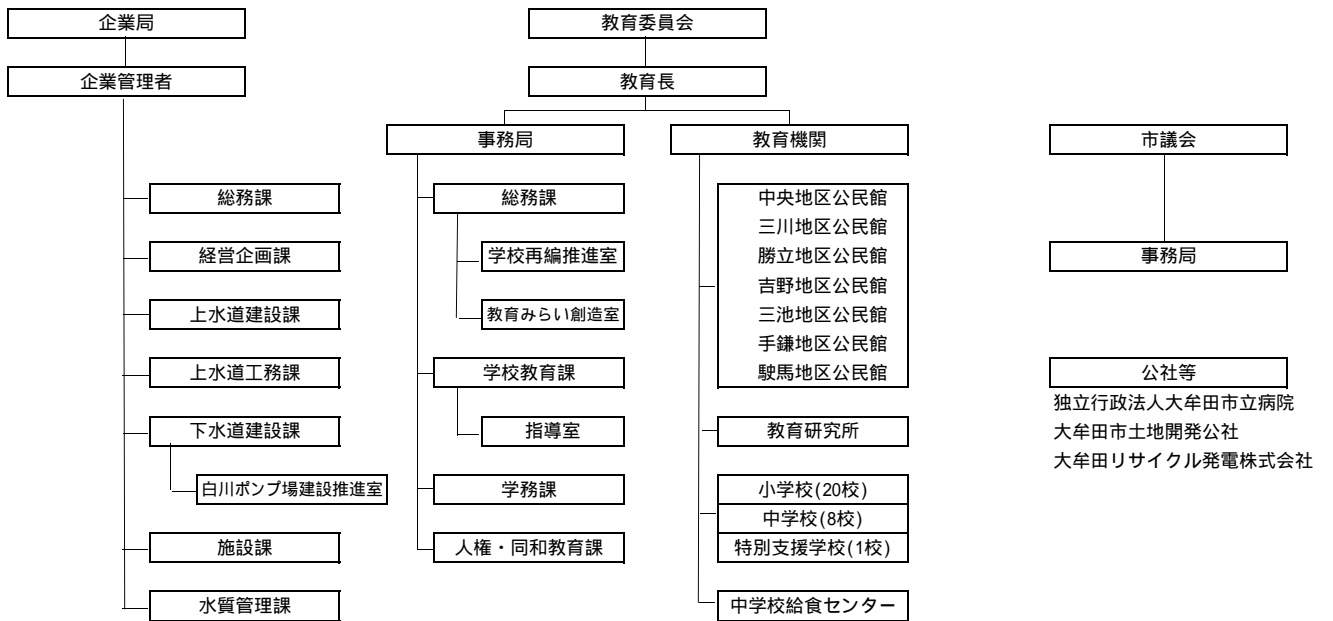 企業局
企業管理者
総務課
経営企画課
上水道建設課
上水道工務課
下水道建設課
白川ポンプ場建設推進室
施設課
水質管理課
教育委員会
教育長
事務局
総務課
学校再編推進室
教育みらい創造室
学校教育課
指導室
学務課
人権・同和教育課
教育機関
中央地区公民館
三川地区公民館
勝立地区公民館
吉野地区公民館
三池地区公民館
手鎌地区公民館
駛馬地区公民館
教育研究所
小学校(20校)
中学校(8校)
特別支援学校(1校)
中学校給食センター
市議会
事務局
公社等
独立行政法人大牟田市立病院
大牟田市土地開発公社
大牟田リサイクル発電株式会社